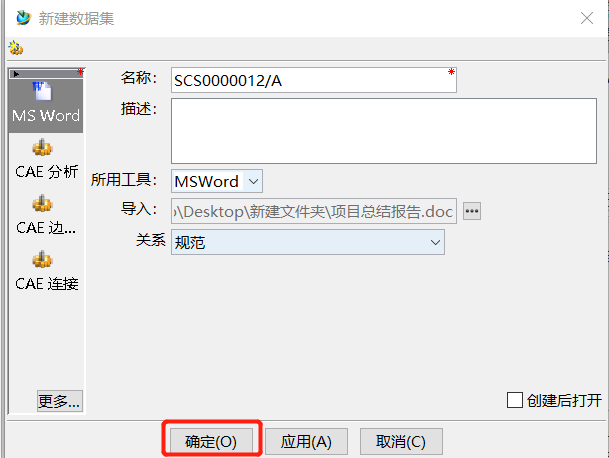 新建数据集
MS Word
CAE 分析
CAE 边...
CAE 连接
更多...
名称:
SCS0000012/A
*
描述:
所用工具:
MSWord
导入:
\Desktop\新建文件夹\项目总结报告.doc
关系
规范
创建后打开
确定(O)
应用(A)
取消(C)